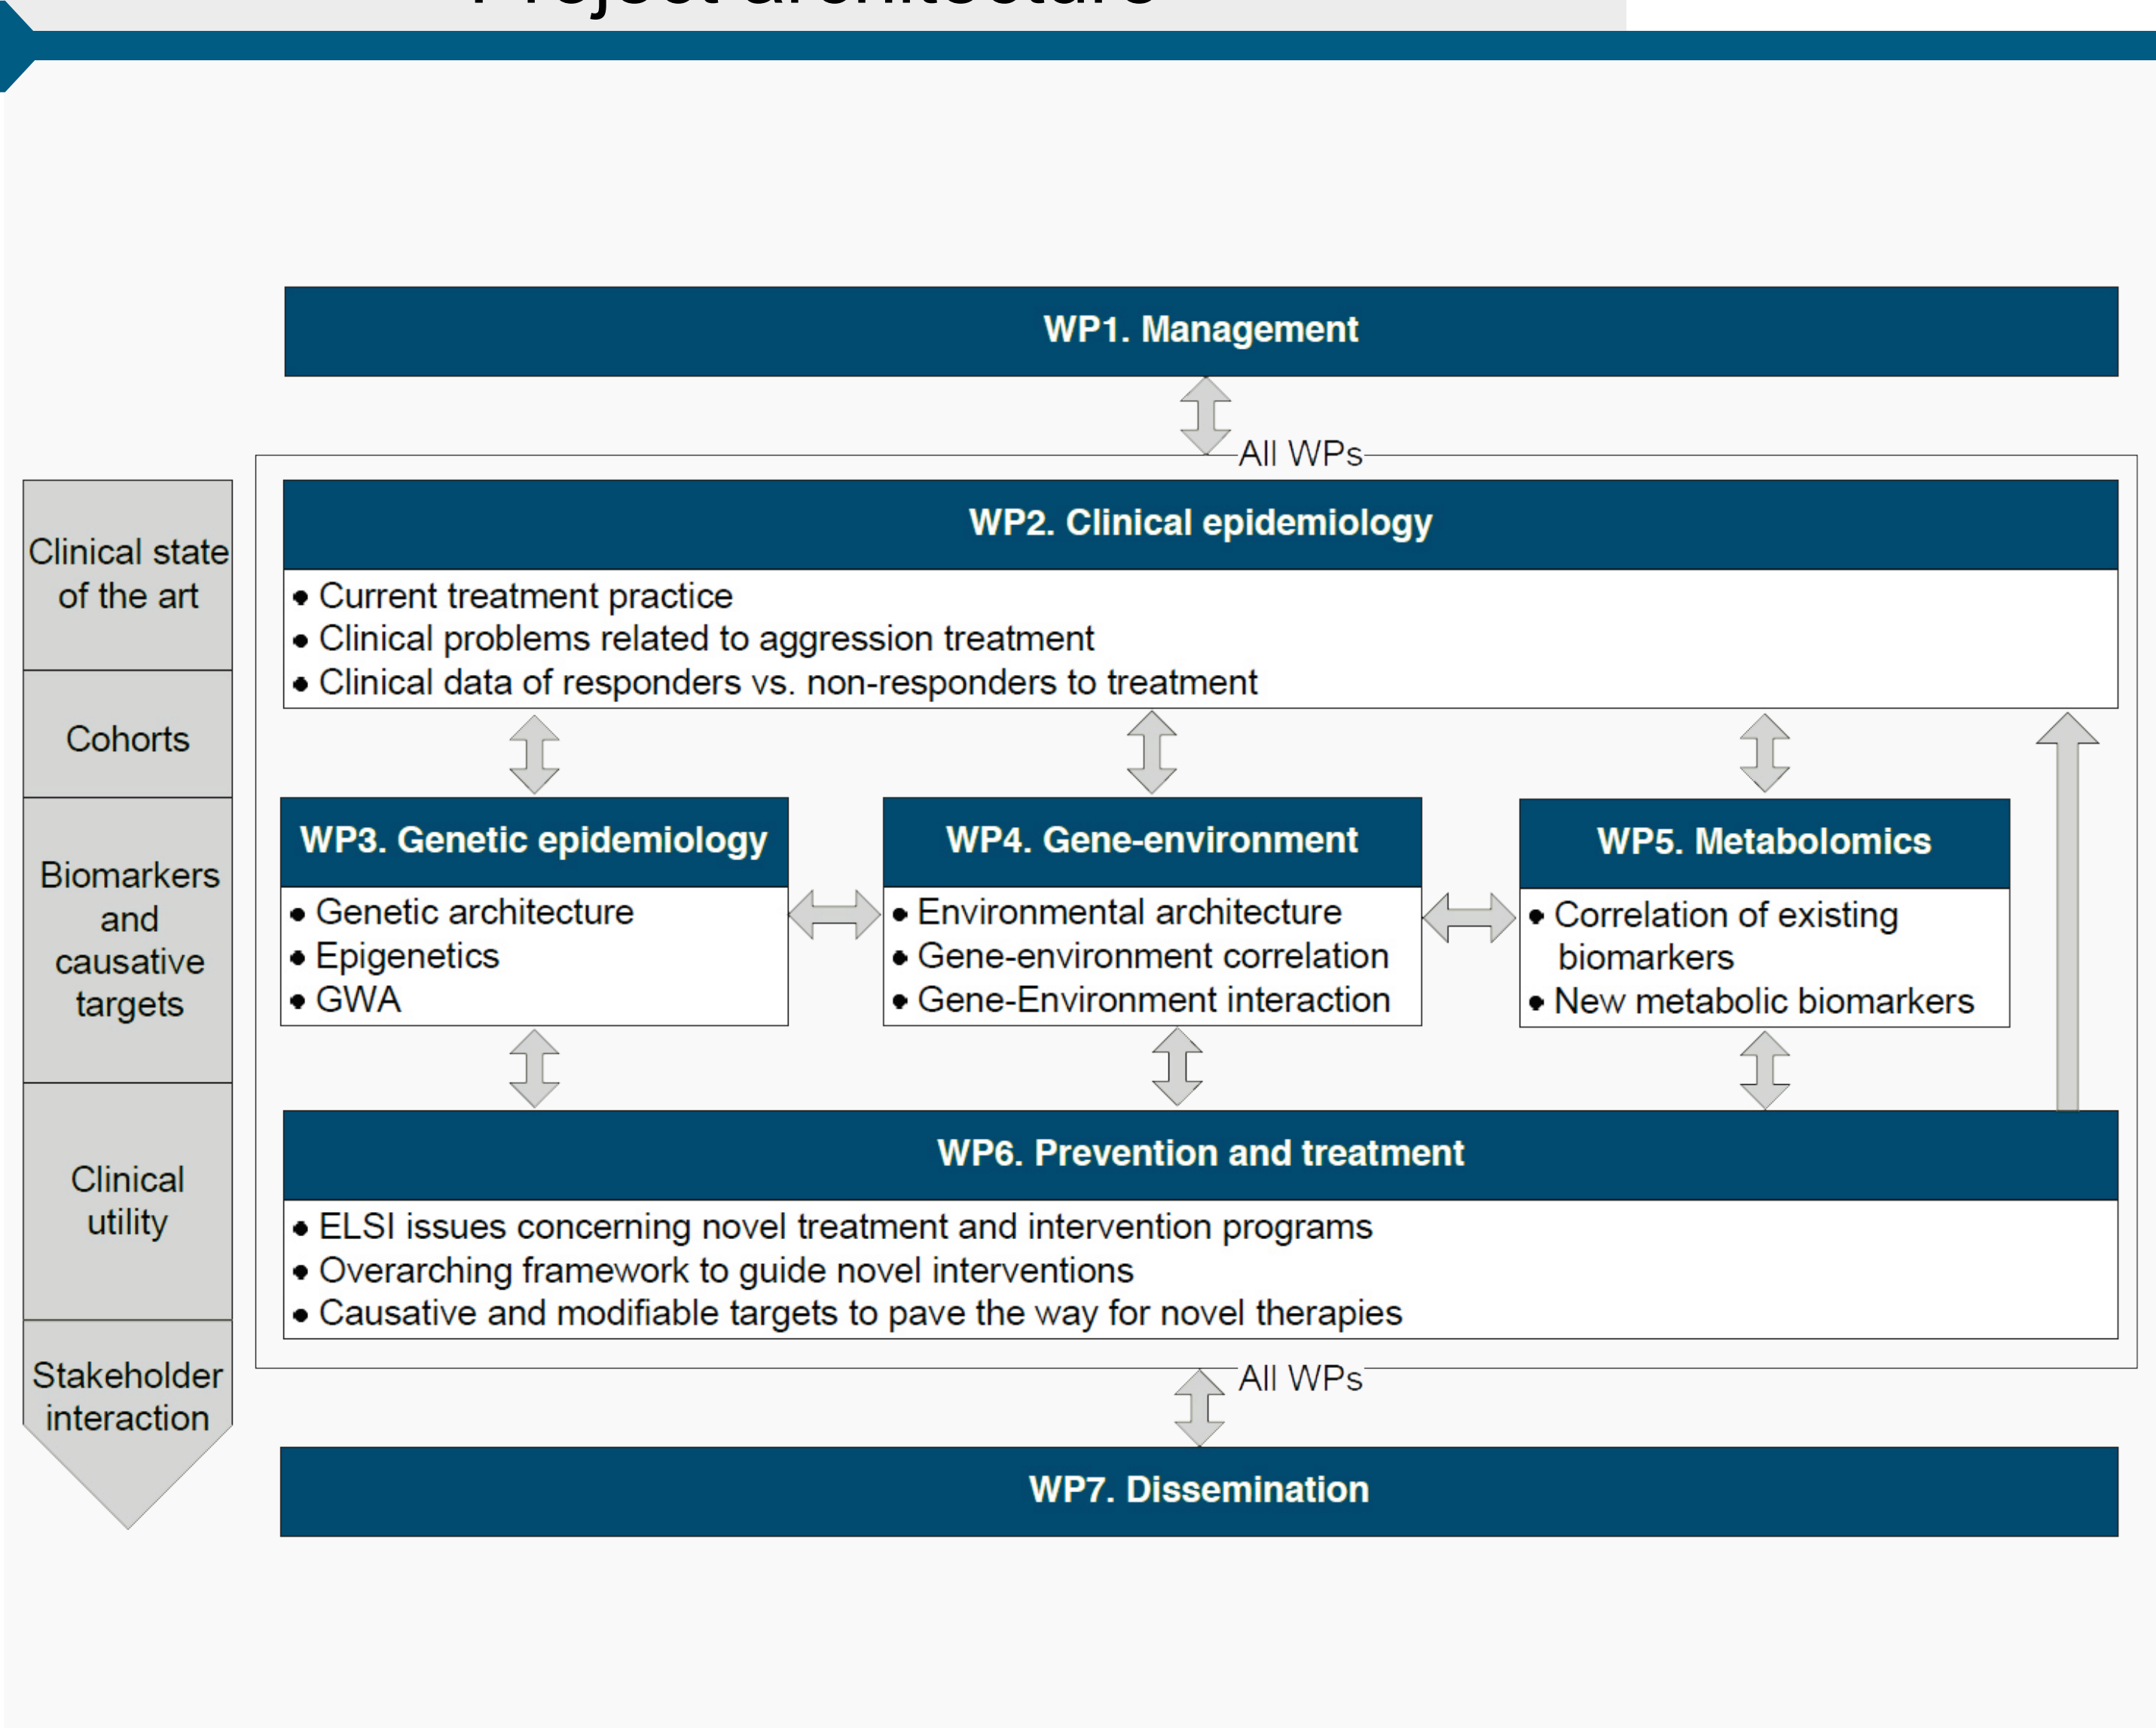 Project architecture
WP1. Management
All WPs
Clinical state
of the art
Cohorts
Biomarkers
and
causative
targets
Clinical
utility
Stakeholder
interaction
WP2. Clinical epidemiology
• Current treatment practice
• Clinical problems related to aggression treatment
• Clinical data of responders vs. non-responders to treatment
WP3. Genetic epidemiology
• Genetic architecture
• Epigenetics
• GWA
WP4. Gene-environment
• Environmental architecture
• Gene-environment correlation
• Gene-Environment interaction
WP5. Metabolomics
• Correlation of existing
biomarkers
• New metabolic biomarkers
WP6. Prevention and treatment
• ELSI issues concerning novel treatment and intervention programs
• Overarching framework to guide novel interventions
• Causative and modifiable targets to pave the way for novel therapies
All WPs
WP7. Dissemination